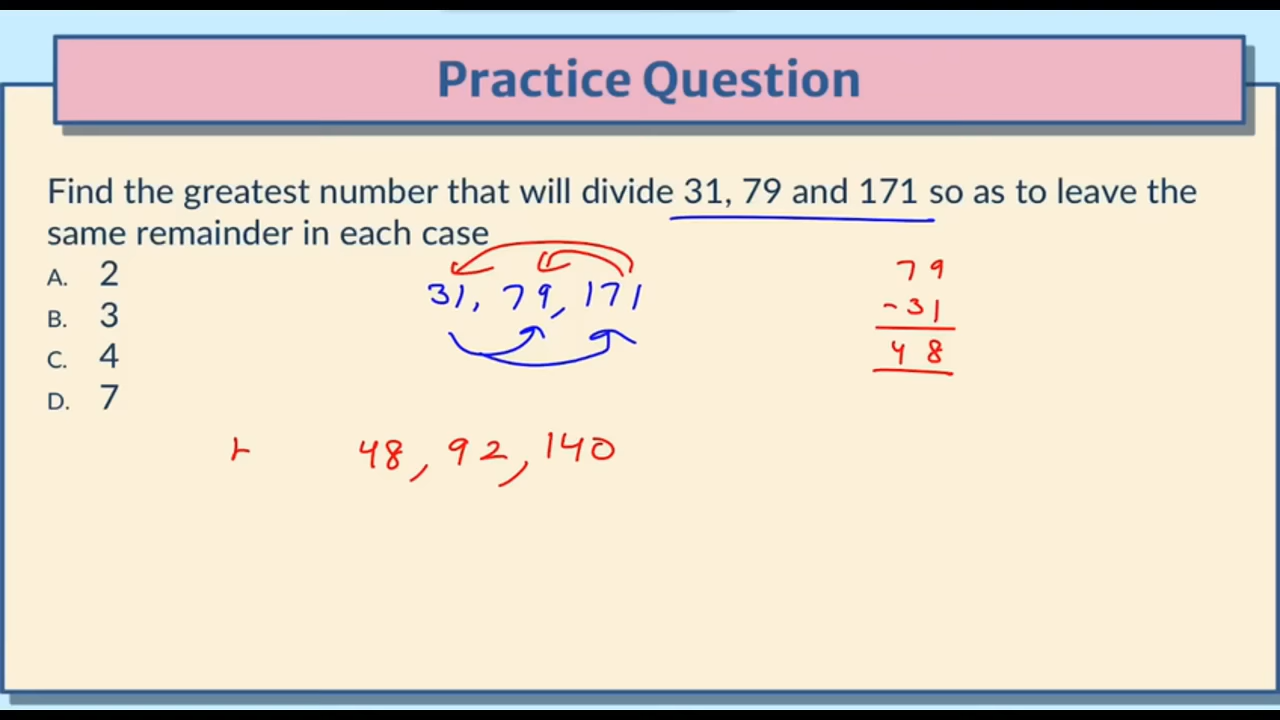 Practice Question
Find the greatest number that will divide 31, 79 and 171 so as to leave the
same remainder in each case
A. 2
B. 3
C. 4
D. 7
31, 79, 171
79
-31
48
48, 92, 140